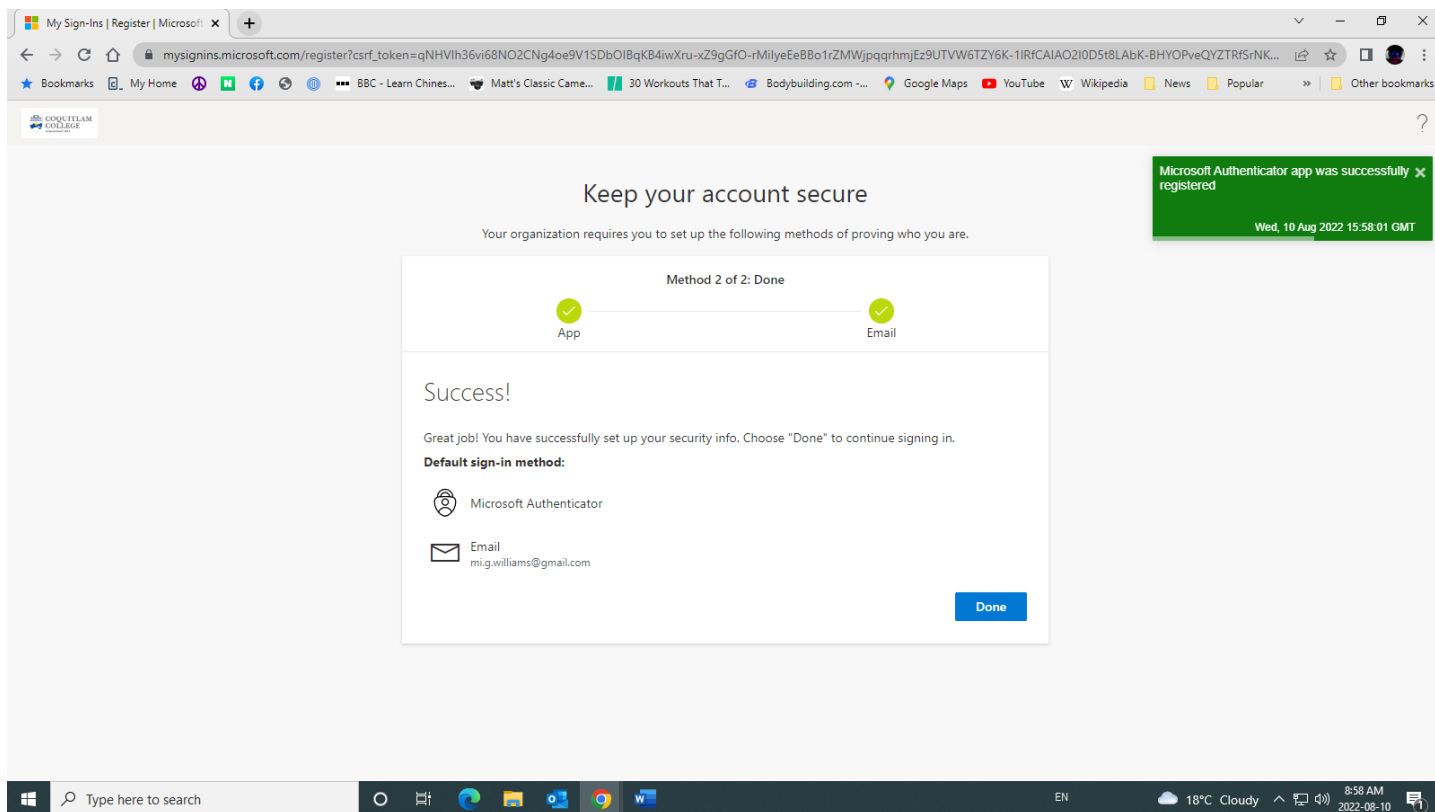 My Sign-Ins | Register | Microsoft
mysignins.microsoft.com/register?csrf_token=qNHVIh36vi68NO2CNg4oe9V1SDbOIBqKB4iwXru-xZ9gGfO-rMiIyeEeBBo1rZMWjpqqrhmjEz9UTVW6TZY6K-1IRfCAIAO2I0D5t8LAbK-BHYOPveQYZTRfSrNK...
Bookmarks My Home BBC - Learn Chines... Matt's Classic Came... 30 Workouts That T... Bodybuilding.com -... Google Maps YouTube Wikipedia News Popular » Other bookmarks
COQUITLAM
COLLEGE
?
Microsoft Authenticator app was successfully
registered
Wed, 10 Aug 2022 15:58:01 GMT
Keep your account secure
Your organization requires you to set up the following methods of proving who you are.
Method 2 of 2: Done
App Email
Success!
Great job! You have successfully set up your security info. Choose "Done" to continue signing in.
Default sign-in method:
Microsoft Authenticator
Email
mi.g.williams@gmail.com
Done
Type here to search
EN
18°C Cloudy
8:58 AM
2022-08-10
1